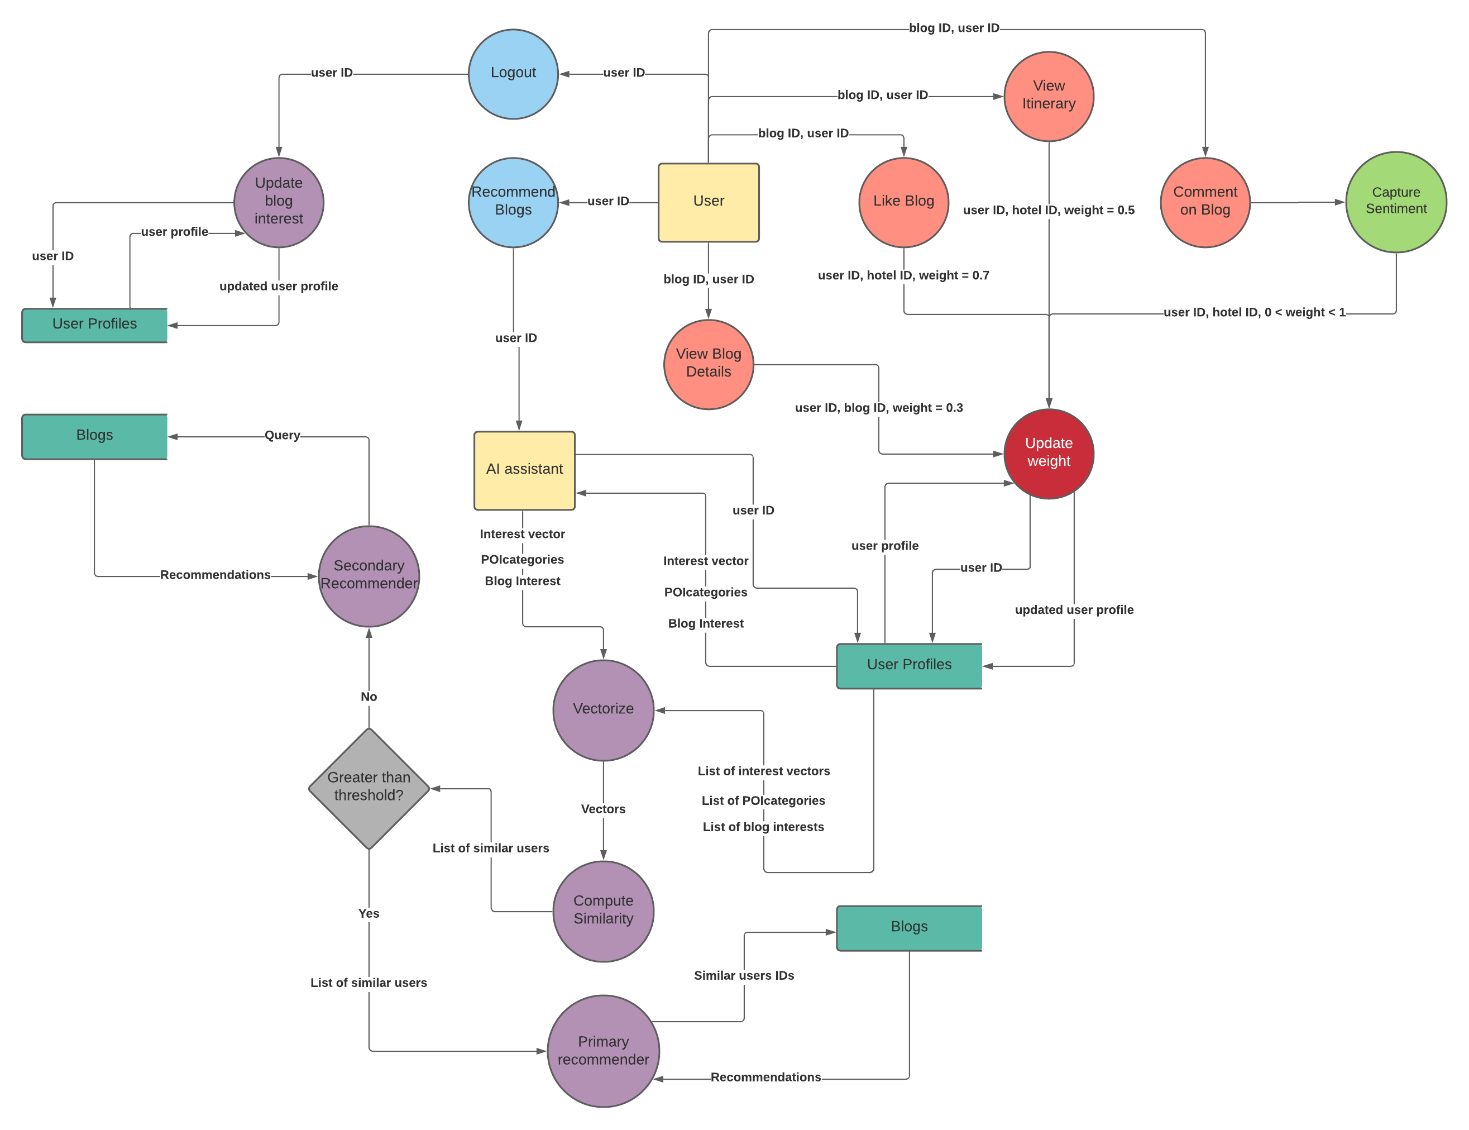 blog ID, user ID
Logout
user ID
user ID
View
Itinerary
blog ID, user ID
blog ID, user ID
Update
blog
interest
Recommend
Blogs
user ID
User
Like Blog
Comment
on Blog
Capture
Sentiment
user ID, hotel ID, weight = 0.5
user profile
user ID
updated user profile
blog ID, user ID
user ID, hotel ID, weight = 0.7
user ID, hotel ID, 0 < weight < 1
User Profiles
user ID
View Blog
Details
user ID, blog ID, weight = 0.3
Blogs
Query
AI assistant
Update
weight
user ID
Interest vector
POIcategories
Blog Interest
Interest vector
POIcategories
Blog Interest
user profile
user ID
updated user profile
Secondary
Recommender
Recommendations
User Profiles
No
Vectorize
Greater than
threshold?
List of interest vectors
List of POIcategories
List of blog interests
Vectors
List of similar users
Compute
Similarity
Yes
Blogs
List of similar users
Similar users IDs
Primary
recommender
Recommendations